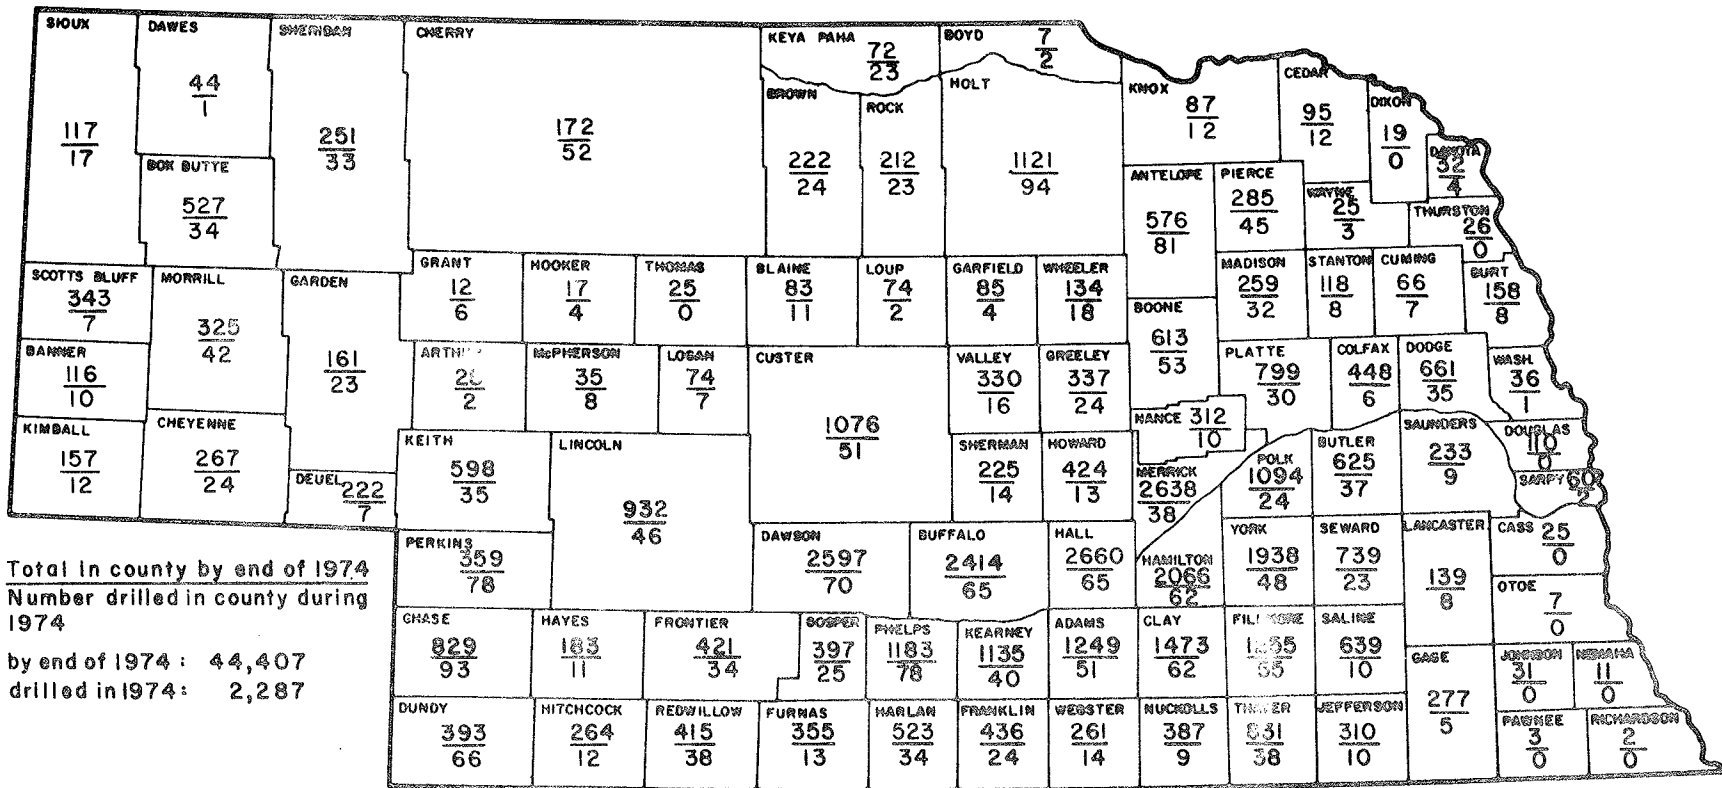 SIOUX
117
17
DAWES
44
1
SHERIDAN
251
33
CHERRY
172
52
KEYA PAHA
72
23
BOYD
7
2
BROWN
222
24
ROCK
212
23
HOLT
1121
94
KNOX
87
12
CEDAR
95
12
DIXON
19
0
DAKOTA
32
4
BOX BUTTE
527
34
ANTELOPE
576
81
PIERCE
285
45
WAYNE
25
3
THURSTON
26
0
SCOTTS BLUFF
343
7
MORRILL
325
42
GARDEN
161
23
GRANT
12
6
HOOKER
17
4
THOMAS
25
0
BLAINE
83
11
LOUP
74
2
GARFIELD
85
4
WHEELER
134
18
BOONE
613
53
MADISON
259
32
STANTON
118
8
CUMING
66
7
BURT
158
8
BANNER
116
10
ARTHUR
2
McPHERSON
35
8
LOGAN
74
7
CUSTER
1076
51
VALLEY
330
16
GREELEY
337
24
PLATTE
799
30
COLFAX
448
6
DODGE
661
35
WASH.
36
1
NANCE 312
10
KIMBALL
157
12
CHEYENNE
267
24
DEUEL 222
7
KEITH
598
35
LINCOLN
932
46
SHERMAN
225
14
HOWARD
424
13
MERRICK
2638
38
POLK
1094
24
BUTLER
625
37
SAUNDERS
233
9
DOUGLAS
110
0
SARPY 60
2
PERKINS
359
78
DAWSON
2597
70
BUFFALO
2414
65
HALL
2660
65
HAMILTON
2066
62
YORK
1938
48
SEWARD
739
23
LANCASTER
139
8
CASS 25
0
OTOE
7
0
Total in county by end of 1974
Number drilled in county during
1974
by end of 1974: 44,407
drilled in 1974: 2,287
CHASE
829
93
HAYES
183
11
FRONTIER
421
34
GOSPER
397
25
PHELPS
1183
78
KEARNEY
1135
40
ADAMS
1249
51
CLAY
1473
62
FILLMORE
SALINE
639
10
GAGE
277
5
JOHNSON
31
0
NEMAHA
11
0
DUNDY
393
66
HITCHCOCK
264
12
REDWILLOW
415
38
FURNAS
355
13
HARLAN
523
34
FRANKLIN
436
24
WEBSTER
261
14
NUCKOLLS
387
9
THAYER
38
JEFFERSON
310
10
PAWNEE
3
0
RICHARDSON
2
0